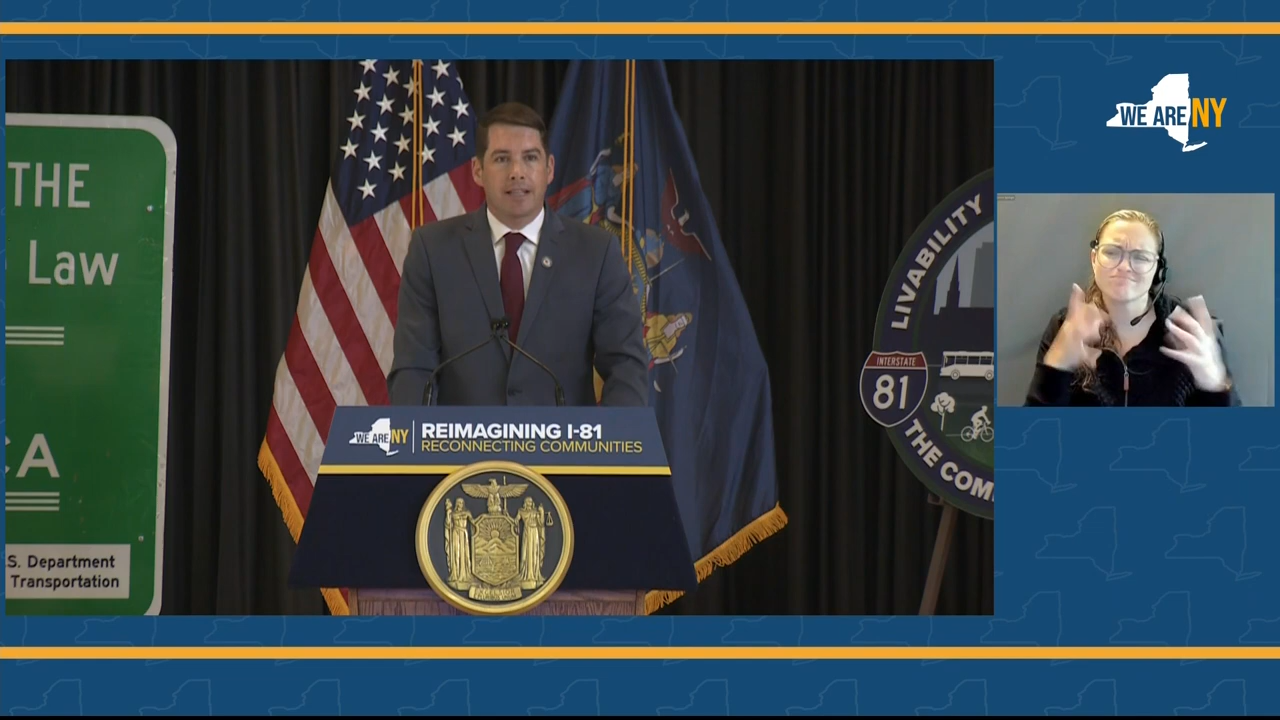 THE
Law
CA
S. Department
Transportation
WE ARE NY
REIMAGINING I-81
RECONNECTING COMMUNITIES
EXCELSIOR
LIVABILITY
INTERSTATE
81
THE COM
WE ARE NY